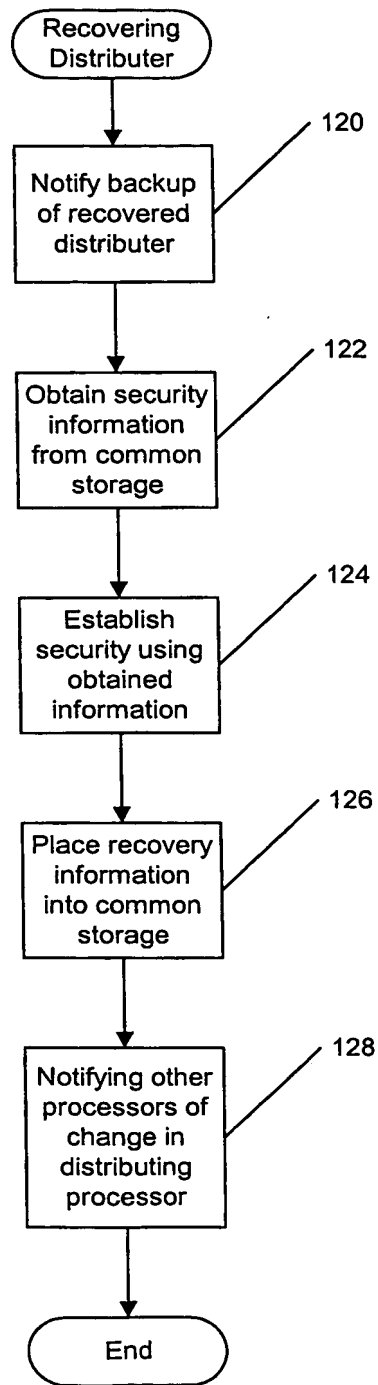 Recovering
Distributer
120
Notify backup
of recovered
distributer
122
Obtain security
information
from common
storage
124
Establish
security using
obtained
information
126
Place recovery
information
into common
storage
128
Notifying other
processors of
change in
distributing
processor
End